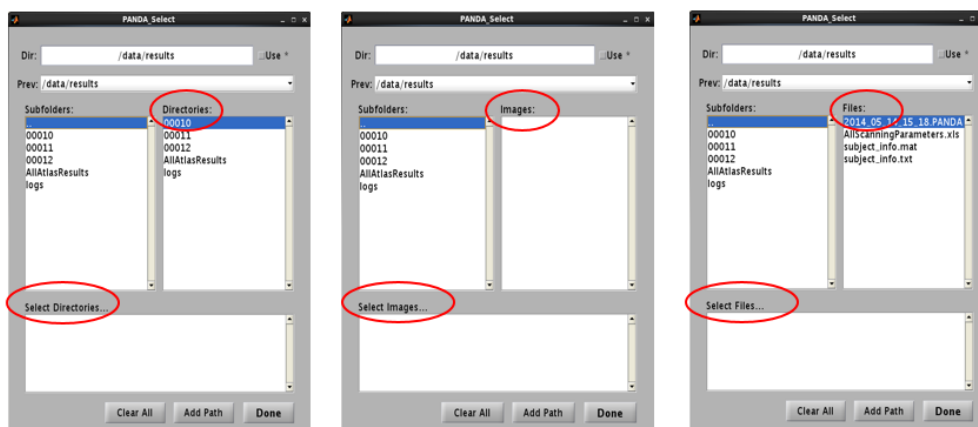 PANDA_Select
Dir: /data/results Use *
Prev: /data/results
Subfolders: Directories:
.. 00010
00010 00011
00011 00012
00012 AllAtlasResults
AllAtlasResults logs
logs
Select Directories...
Clear All Add Path Done
PANDA_Select
Dir: /data/results Use *
Prev: /data/results
Subfolders: Images:
..
00010
00011
00012
AllAtlasResults
logs
Select Images...
Clear All Add Path Done
PANDA_Select
Dir: /data/results Use *
Prev: /data/results
Subfolders: Files:
.. 2014_05_14_15_18.PANDA
00010 AllScanningParameters.xls
00011 subject_info.mat
00012 subject_info.txt
AllAtlasResults
logs
Select Files...
Clear All Add Path Done